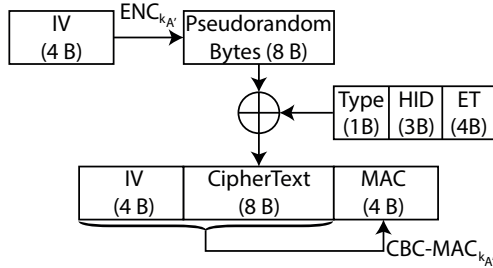 IV
(4 B)
ENC_{k_{A'}}
Pseudorandom
Bytes (8 B)
Type HID ET
(1B) (3B) (4B)
IV CipherText MAC
(4 B) (8 B) (4 B)
CBC-MAC_{k_{A'}}